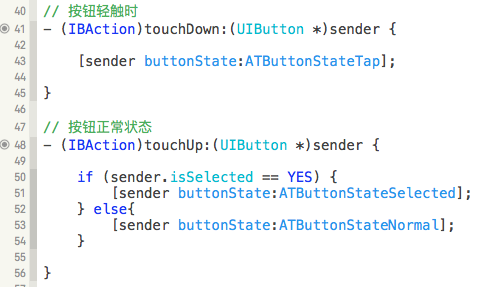 40 // 按钮轻触时
41 - (IBAction)touchDown:(UIButton *)sender {
42
43 [sender buttonState:ATButtonStateTap];
44
45 }
46
47 // 按钮正常状态
48 - (IBAction)touchUp:(UIButton *)sender {
49
50 if (sender.isSelected == YES) {
51 [sender buttonState:ATButtonStateSelected];
52 } else{
53 [sender buttonState:ATButtonStateNormal];
54 }
55
56 }